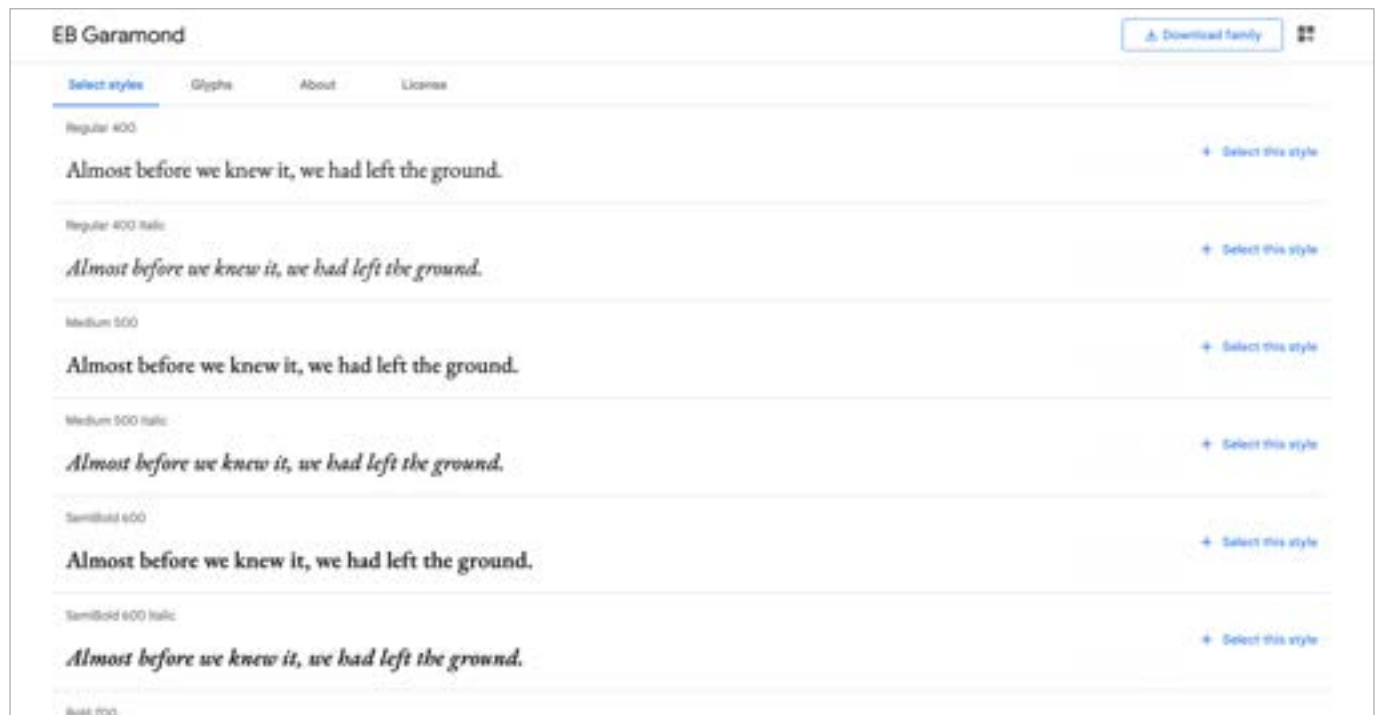 EB Garamond
Download family
Select styles Glyphs About License
Regular 400
Almost before we knew it, we had left the ground.
+ Select this style
Regular 400 Italic
Almost before we knew it, we had left the ground.
+ Select this style
Medium 500
Almost before we knew it, we had left the ground.
+ Select this style
Medium 500 Italic
Almost before we knew it, we had left the ground.
+ Select this style
SemiBold 600
Almost before we knew it, we had left the ground.
+ Select this style
SemiBold 600 Italic
Almost before we knew it, we had left the ground.
+ Select this style
Bold 700